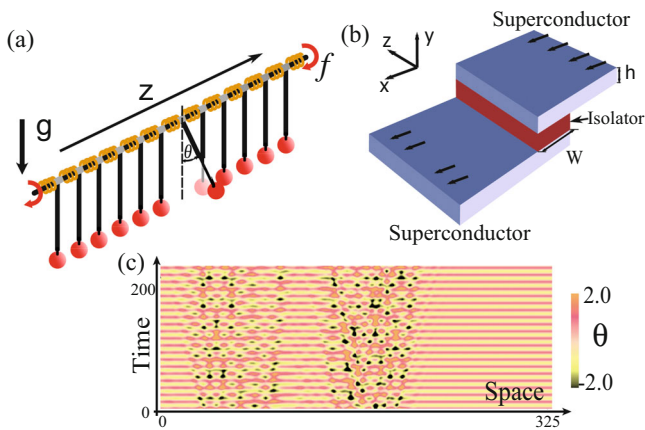 (a)
z
f
g
θ
(b)
y
z
x
Superconductor
h
Isolator
W
Superconductor
(c)
Time
200
0
0
Space
325
2.0
θ
-2.0